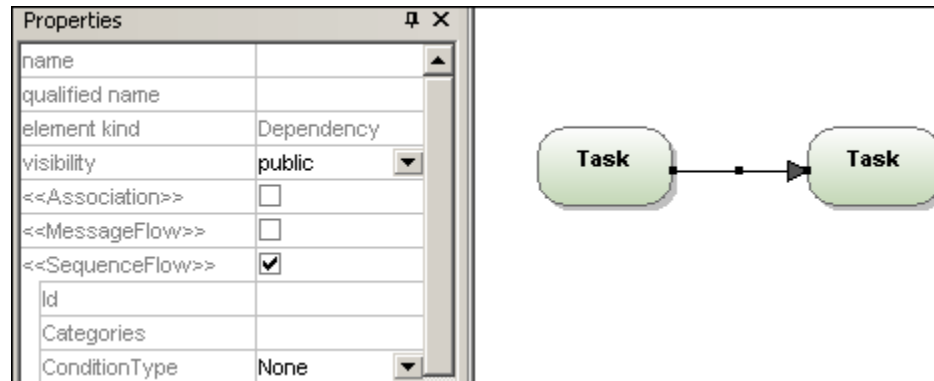 Properties
name
qualified name
element kind Dependency
visibility public
<<Association>>
<<MessageFlow>>
<<SequenceFlow>>
Id
Categories
ConditionType None
Task Task